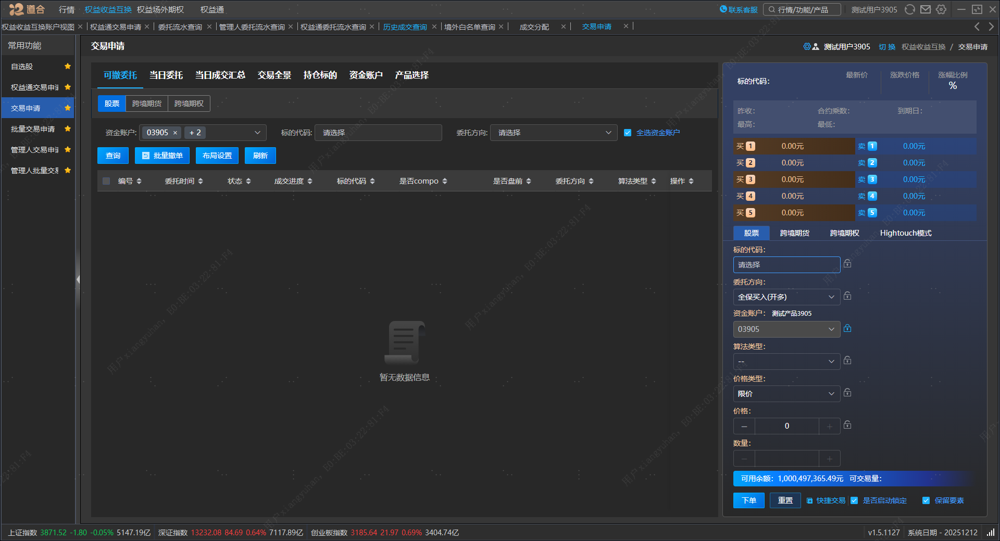 道合 行情 权益收益互换 权益场外期权 权益通 联系客服 行情/功能/产品 测试用户3905
权益收益互换账户视图 × 权益通交易申请 × 委托流水查询 × 管理人委托流水查询 × 权益通委托流水查询 × 历史成交查询 × 境外白名单查询 × 成交分配 × 交易申请 ×
常用功能
自选股
权益通交易申请
交易申请
批量交易申请
管理人交易申请
管理人批量交易
交易申请
测试用户3905 切换 权益收益互换 / 交易申请
可撤委托 当日委托 当日成交汇总 交易全景 持仓标的 资金账户 产品选择
股票 跨境期货 跨境期权
资金账户: 03905 × + 2 标的代码: 请选择 委托方向: 请选择 全选资金账户
查询 批量撤单 布局设置 刷新
编号 委托时间 状态 成交进度 标的代码 是否compo 是否盘前 委托方向 算法类型 操作
暂无数据信息
标的代码: 最新价 涨跌价格 涨幅比例
%
昨收: 合约乘数: 到期日:
最高: 最低:
买 1 0.00元 卖 1 0.00元
买 2 0.00元 卖 2 0.00元
买 3 0.00元 卖 3 0.00元
买 4 0.00元 卖 4 0.00元
买 5 0.00元 卖 5 0.00元
股票 跨境期货 跨境期权 Hightouch模式
标的代码:
请选择
委托方向:
全保买入(开多)
资金账户: 测试产品3905
03905
算法类型:
--
价格类型:
限价
价格:
0
数量:
可用余额: 1,000,497,365.49元 可交易量:
下单 重置 快捷交易 是否启动锁定 保留要素
上证指数 3871.52 -1.80 -0.05% 5147.19亿 深证指数 13232.08 84.69 0.64% 7117.89亿 创业板指数 3185.64 21.97 0.69% 3404.74亿
v1.5.1127 系统日期 - 20251212
用户xiangyuhan, E0:BE:03:22:81:F4